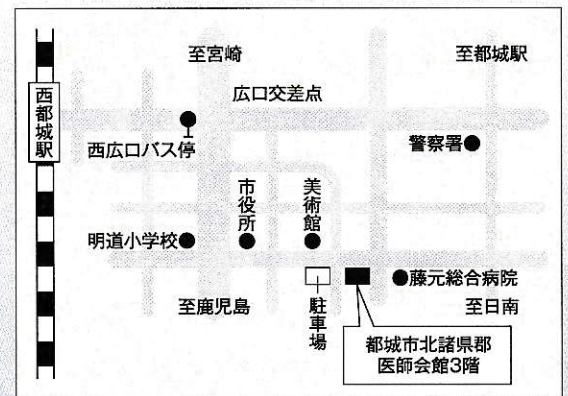 至宮崎
至都城駅
広口交差点
西都城駅
西広口バス停
警察署
市役所
美術館
明道小学校
藤元総合病院
至鹿児島
駐車場
至日南
都城市北諸県郡
医師会館3階